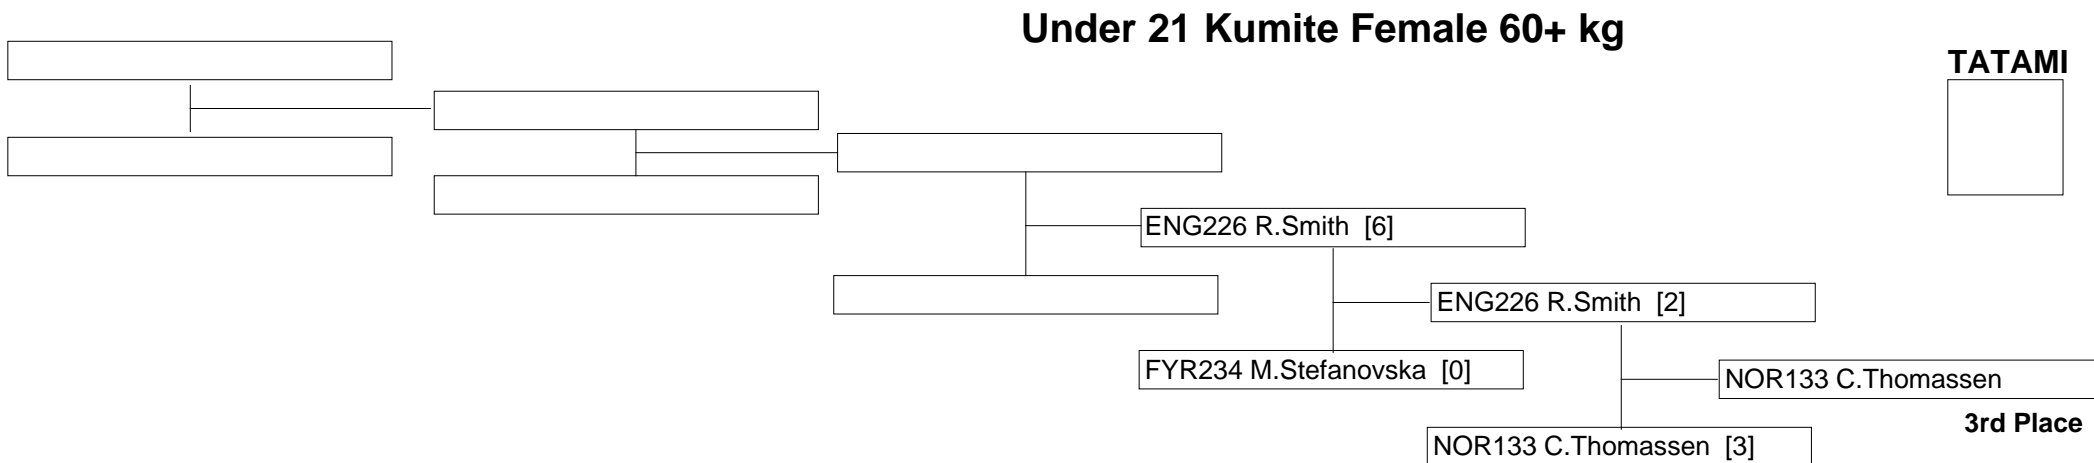 Under 21 Kumite Female 60+ kg
TATAMI
ENG226 R.Smith [6]
ENG226 R.Smith [2]
FYR234 M.Stefanovska [0]
NOR133 C.Thomassen
3rd Place
NOR133 C.Thomassen [3]